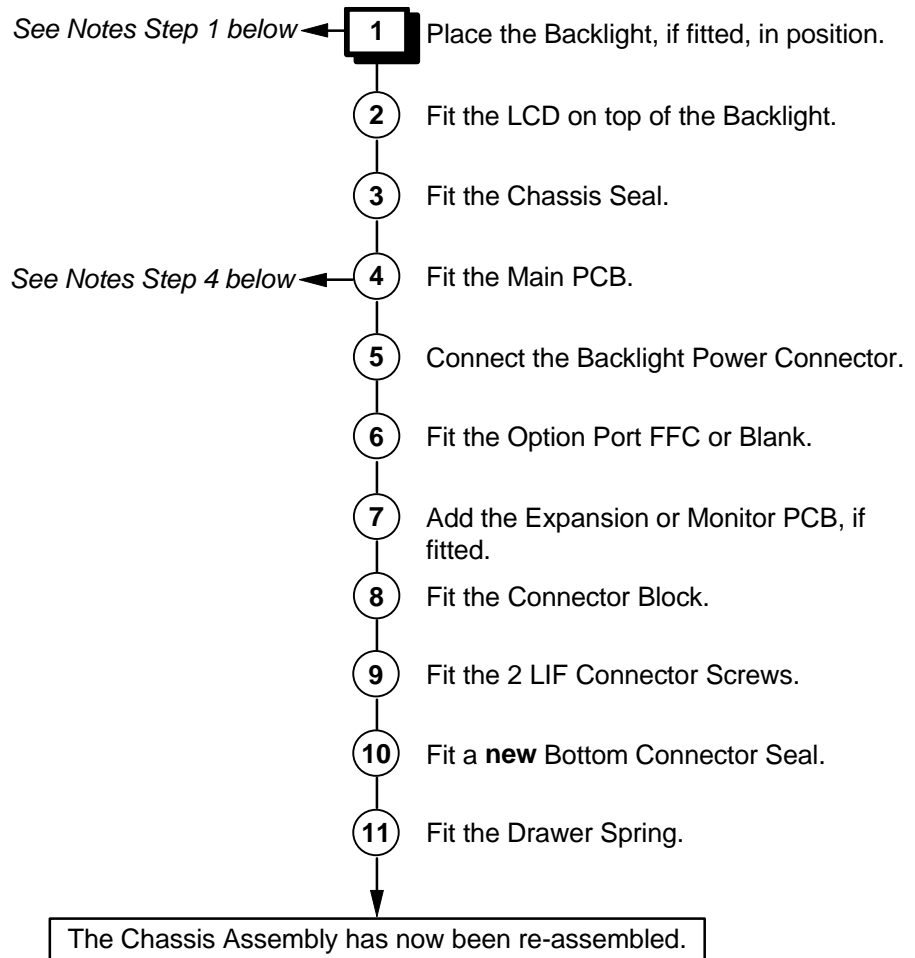 See Notes Step 1 below
1
Place the Backlight, if fitted, in position.
2
Fit the LCD on top of the Backlight.
3
Fit the Chassis Seal.
See Notes Step 4 below
4
Fit the Main PCB.
5
Connect the Backlight Power Connector.
6
Fit the Option Port FFC or Blank.
7
Add the Expansion or Monitor PCB, if
fitted.
8
Fit the Connector Block.
9
Fit the 2 LIF Connector Screws.
10
Fit a new Bottom Connector Seal.
11
Fit the Drawer Spring.
The Chassis Assembly has now been re-assembled.